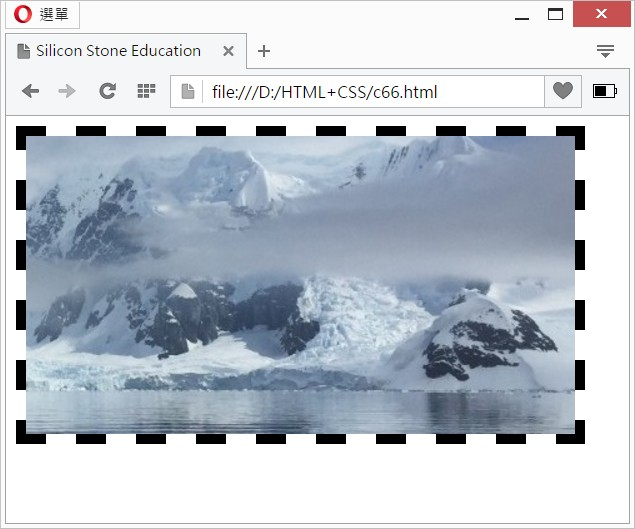 選單
Silicon Stone Education
file:///D:/HTML+CSS/c66.html